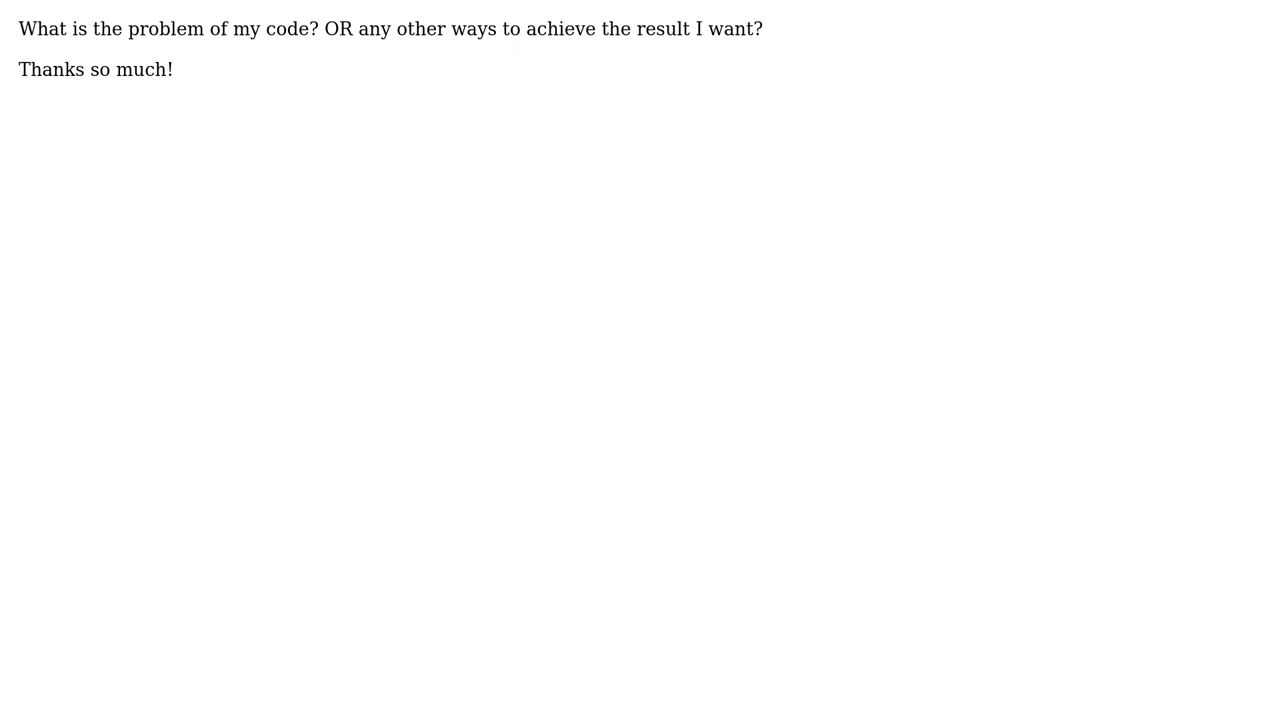 What is the problem of my code? OR any other ways to achieve the result I want?
Thanks so much!